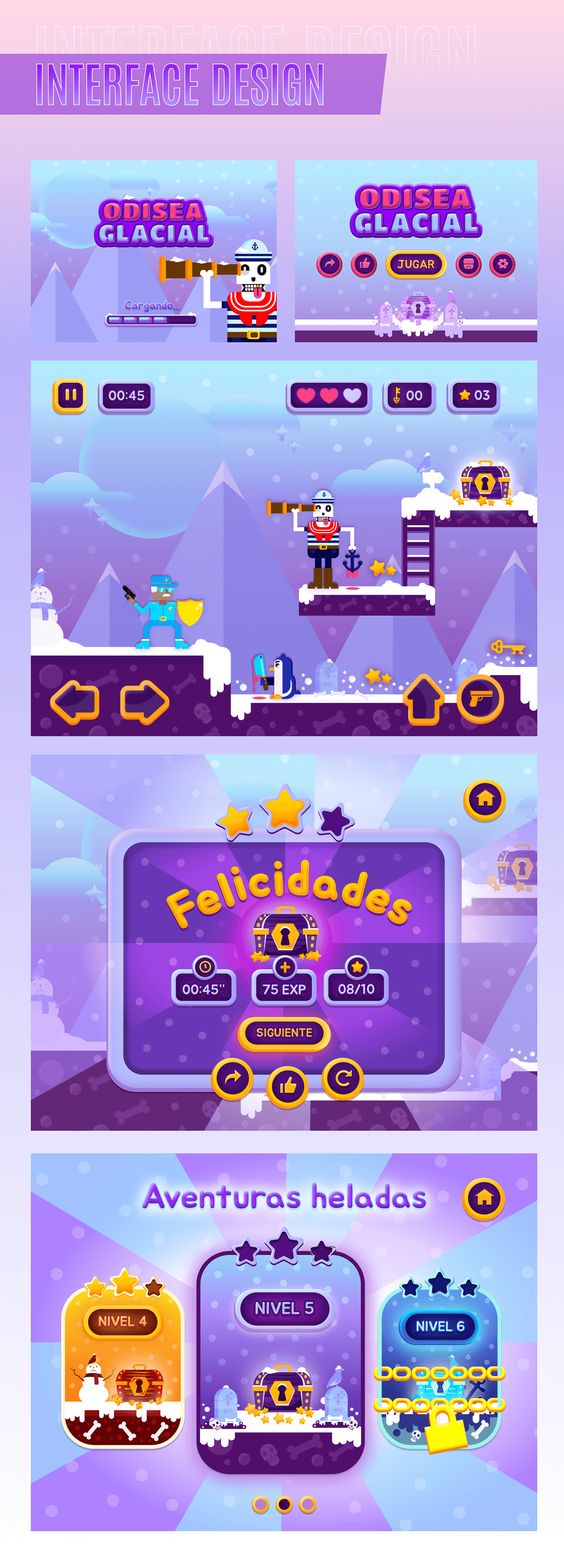 INTERFACE DESIGN
INTERFACE DESIGN
ODISEA
GLACIAL
Cargando...
ODISEA
GLACIAL
JUGAR
00:45
00
03
Felicidades
00:45''
75 EXP
08/10
SIGUIENTE
Aventuras heladas
NIVEL 4
NIVEL 5
NIVEL 6